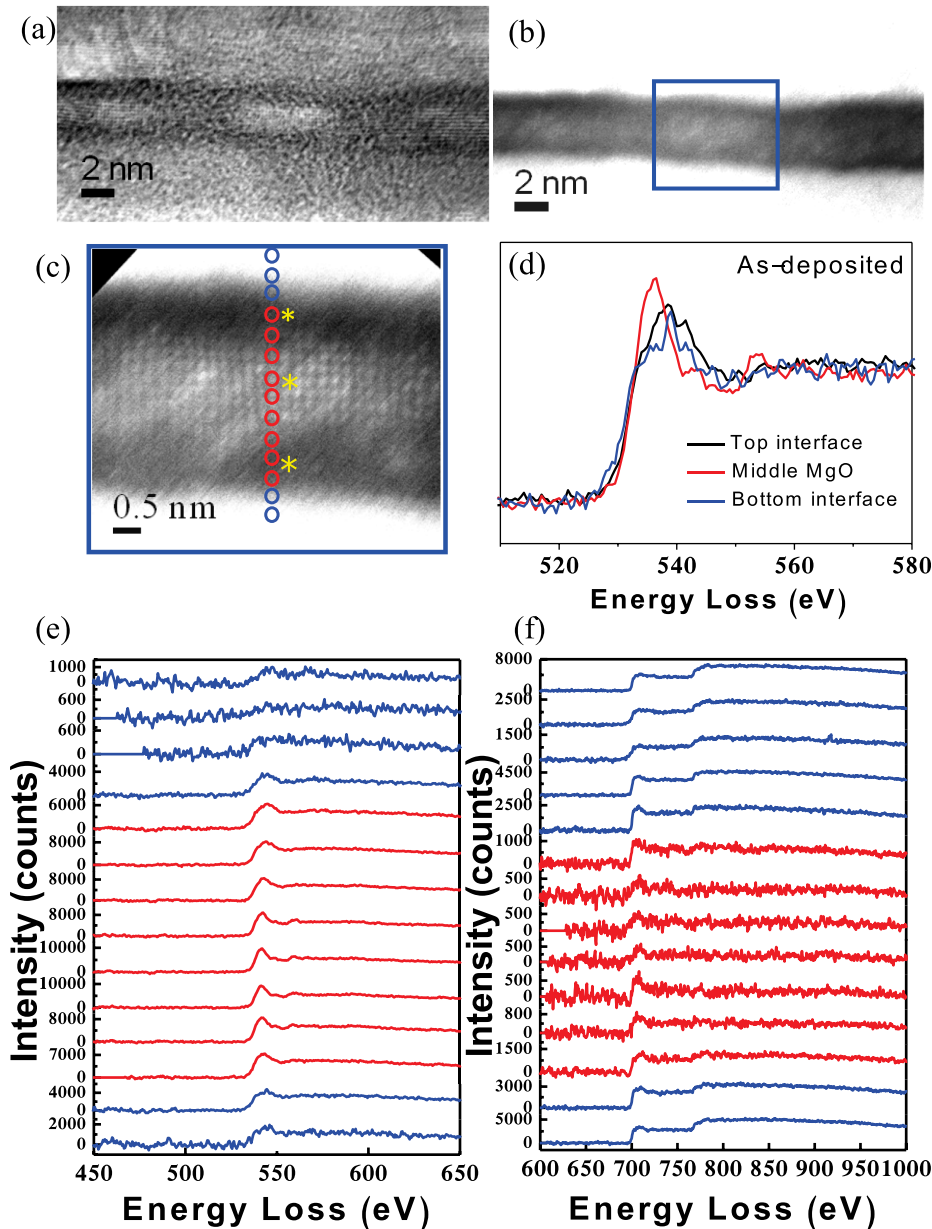 (a)
2 nm
(b)
2 nm
(c)
*
*
*
0.5 nm
(d)
As-deposited
Top interface
Middle MgO
Bottom interface
520 540 560 580
Energy Loss (eV)
(e)
Intensity (counts)
1000
0
600
0
600
0
4000
0
6000
0
8000
0
8000
0
8000
0
10000
0
10000
0
8000
0
7000
0
4000
0
2000
0
450 500 550 600 650
Energy Loss (eV)
(f)
Intensity (counts)
8000
0
2500
0
1500
0
4500
0
2500
0
1000
0
500
0
500
0
500
0
500
0
800
0
1500
0
3000
0
5000
0
600 650 700 750 800 850 900 950 1000
Energy Loss (eV)